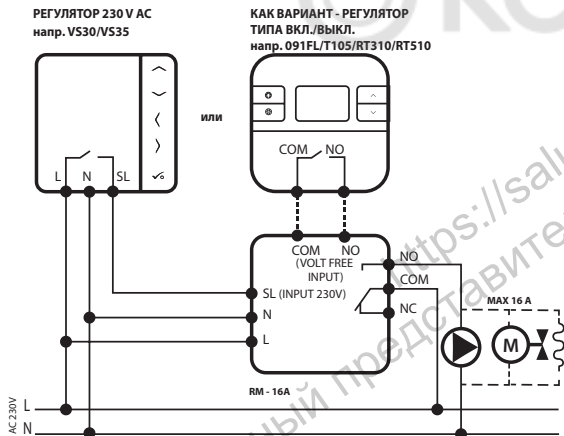 РЕГУЛЯТОР 230 V AC
напр. VS30/VS35
КАК ВАРИАНТ - РЕГУЛЯТОР
ТИПА ВКЛ./ВЫКЛ.
напр. 091FL/T105/RT310/RT510
или
COM NO
L N SL
COM NO
(VOLT FREE
INPUT)
SL (INPUT 230V)
N
L
NO
COM
NC
MAX 16 A
M
RM - 16A
AC 230V
L
N
https://sal